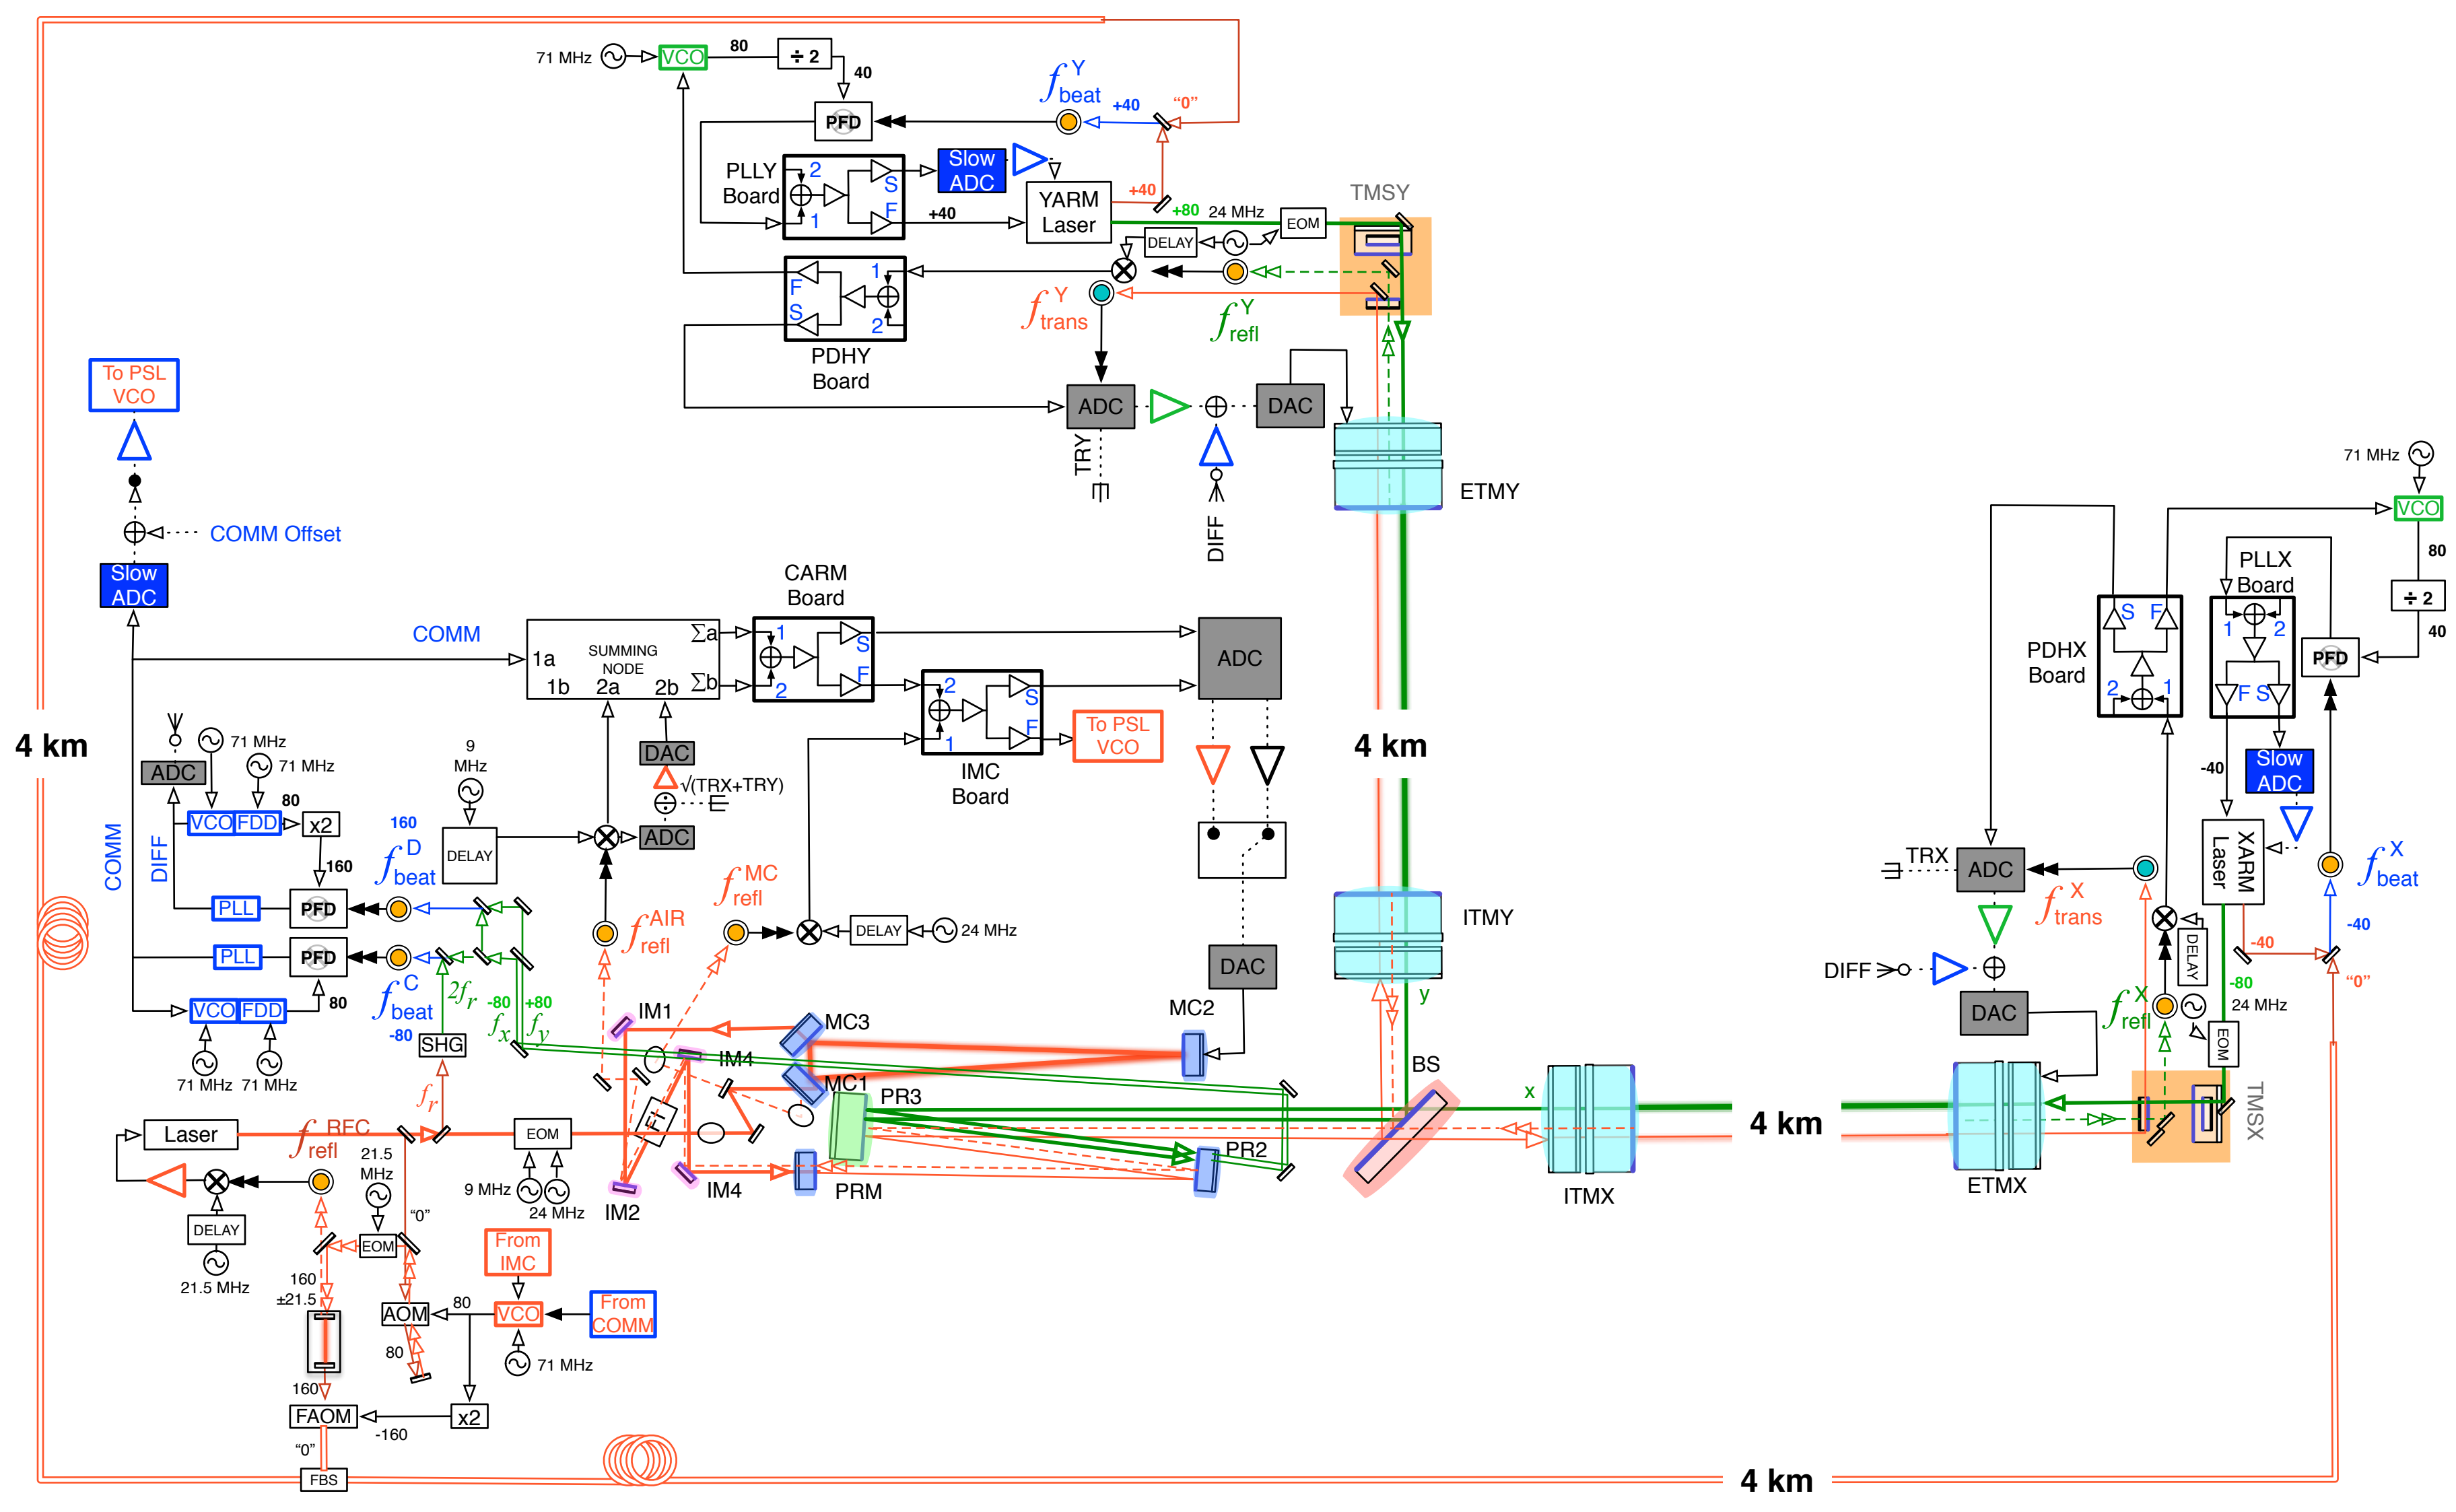 71 MHz
VCO
80
÷ 2
40
PFD
f Y beat
+40
"0"
PLLY
Board
2
1
S
F
Slow
ADC
+40
YARM
Laser
+40
+80
24 MHz
EOM
DELAY
TMSY
PDHY
Board
F
S
1
2
f Y trans
f Y refl
ADC
DAC
TRY
DIFF
ETMY
To PSL
VCO
COMM Offset
Slow
ADC
COMM
SUMMING
NODE
1a
1b
2a
2b
∑a
∑b
CARM
Board
1
2
S
F
ADC
2
1
S
F
IMC
Board
To PSL
VCO
4 km
4 km
71 MHz
VCO
80
÷ 2
40
PLLX
Board
1
2
F S
PFD
PDHX
Board
S F
2
1
-40
Slow
ADC
XARM
Laser
TRX
ADC
f X trans
f X beat
-40
-40
"0"
DELAY
DIFF
DAC
f X refl
-80
24 MHz
EOM
TMSX
ETMX
ADC
71 MHz
71 MHz
VCO
FDD
80
x2
160
DIFF
COMM
PLL
PFD
160
f D beat
PLL
PFD
f C beat
-80
VCO
FDD
80
71 MHz
71 MHz
9
MHz
DELAY
DAC
√(TRX+TRY)
ADC
f AIR refl
f MC refl
DELAY
24 MHz
DAC
2fr
-80
+80
fx
fy
SHG
fr
IM1
IM4
MC3
MC1
MC2
PR3
PR2
PRM
IM4
IM2
FI
BS
ITMY
y
x
ITMX
4 km
Laser
f RFC refl
EOM
9 MHz
24 MHz
DELAY
21.5 MHz
21.5
MHz
"0"
EOM
160
±21.5
AOM
80
80
VCO
From
IMC
From
COMM
71 MHz
160
FAOM
-160
x2
"0"
FBS
4 km